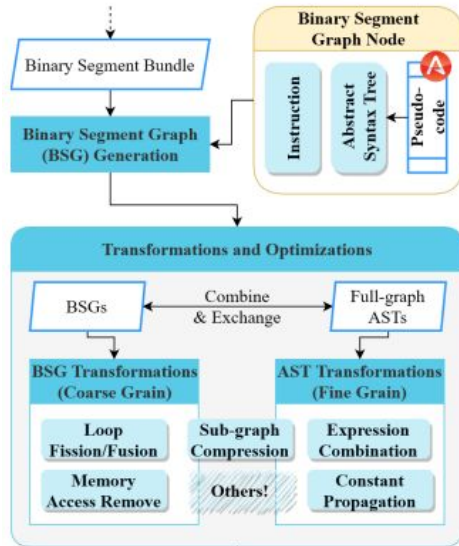 Binary Segment Bundle
Binary Segment Graph
(BSG) Generation
Binary Segment
Graph Node
Instruction
Abstract
Syntax Tree
Pseudo-
code
Transformations and Optimizations
BSGs
Combine
& Exchange
Full-graph
ASTs
BSG Transformations
(Coarse Grain)
AST Transformations
(Fine Grain)
Loop
Fission/Fusion
Sub-graph
Compression
Expression
Combination
Memory
Access Remove
Others!
Constant
Propagation